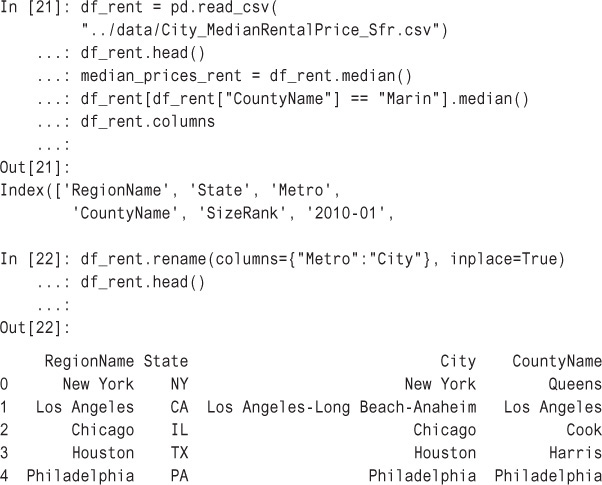 In [21]: df_rent = pd.read_csv(
"../data/City_MedianRentalPrice_Sfr.csv")
...: df_rent.head()
...: median_prices_rent = df_rent.median()
...: df_rent[df_rent["CountyName"] == "Marin"].median()
...: df_rent.columns
...:
Out[21]:
Index(['RegionName', 'State', 'Metro',
'CountyName', 'SizeRank', '2010-01',
In [22]: df_rent.rename(columns={"Metro":"City"}, inplace=True)
...: df_rent.head()
...:
Out[22]:
RegionName State City CountyName
0 New York NY New York Queens
1 Los Angeles CA Los Angeles-Long Beach-Anaheim Los Angeles
2 Chicago IL Chicago Cook
3 Houston TX Houston Harris
4 Philadelphia PA Philadelphia Philadelphia